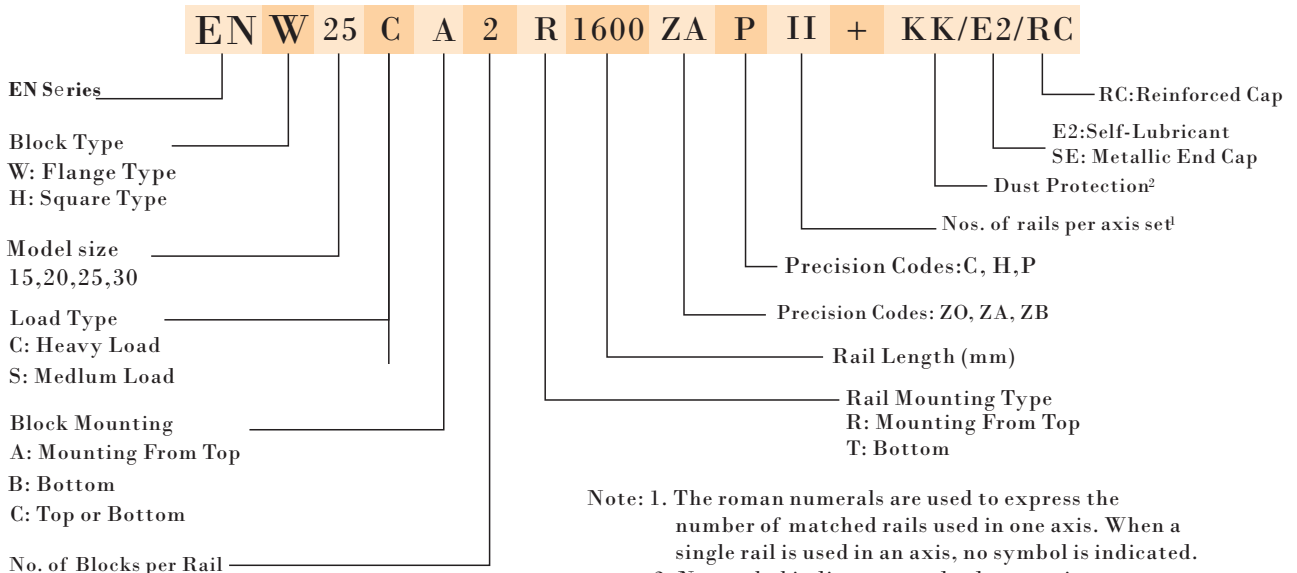 EN W 25 C A 2 R 1600 ZA P II + KK/E2/RC
EN Series
Block Type
W: Flange Type
H: Square Type
Model size
15,20,25,30
Load Type
C: Heavy Load
S: Medlum Load
Block Mounting
A: Mounting From Top
B: Bottom
C: Top or Bottom
No. of Blocks per Rail
RC:Reinforced Cap
E2:Self-Lubricant
SE: Metallic End Cap
Dust Protection²
Nos. of rails per axis set¹
Precision Codes:C, H,P
Precision Codes: ZO, ZA, ZB
Rail Length (mm)
Rail Mounting Type
R: Mounting From Top
T: Bottom
Note: 1. The roman numerals are used to express the
number of matched rails used in one axis. When a
single rail is used in an axis, no symbol is indicated.